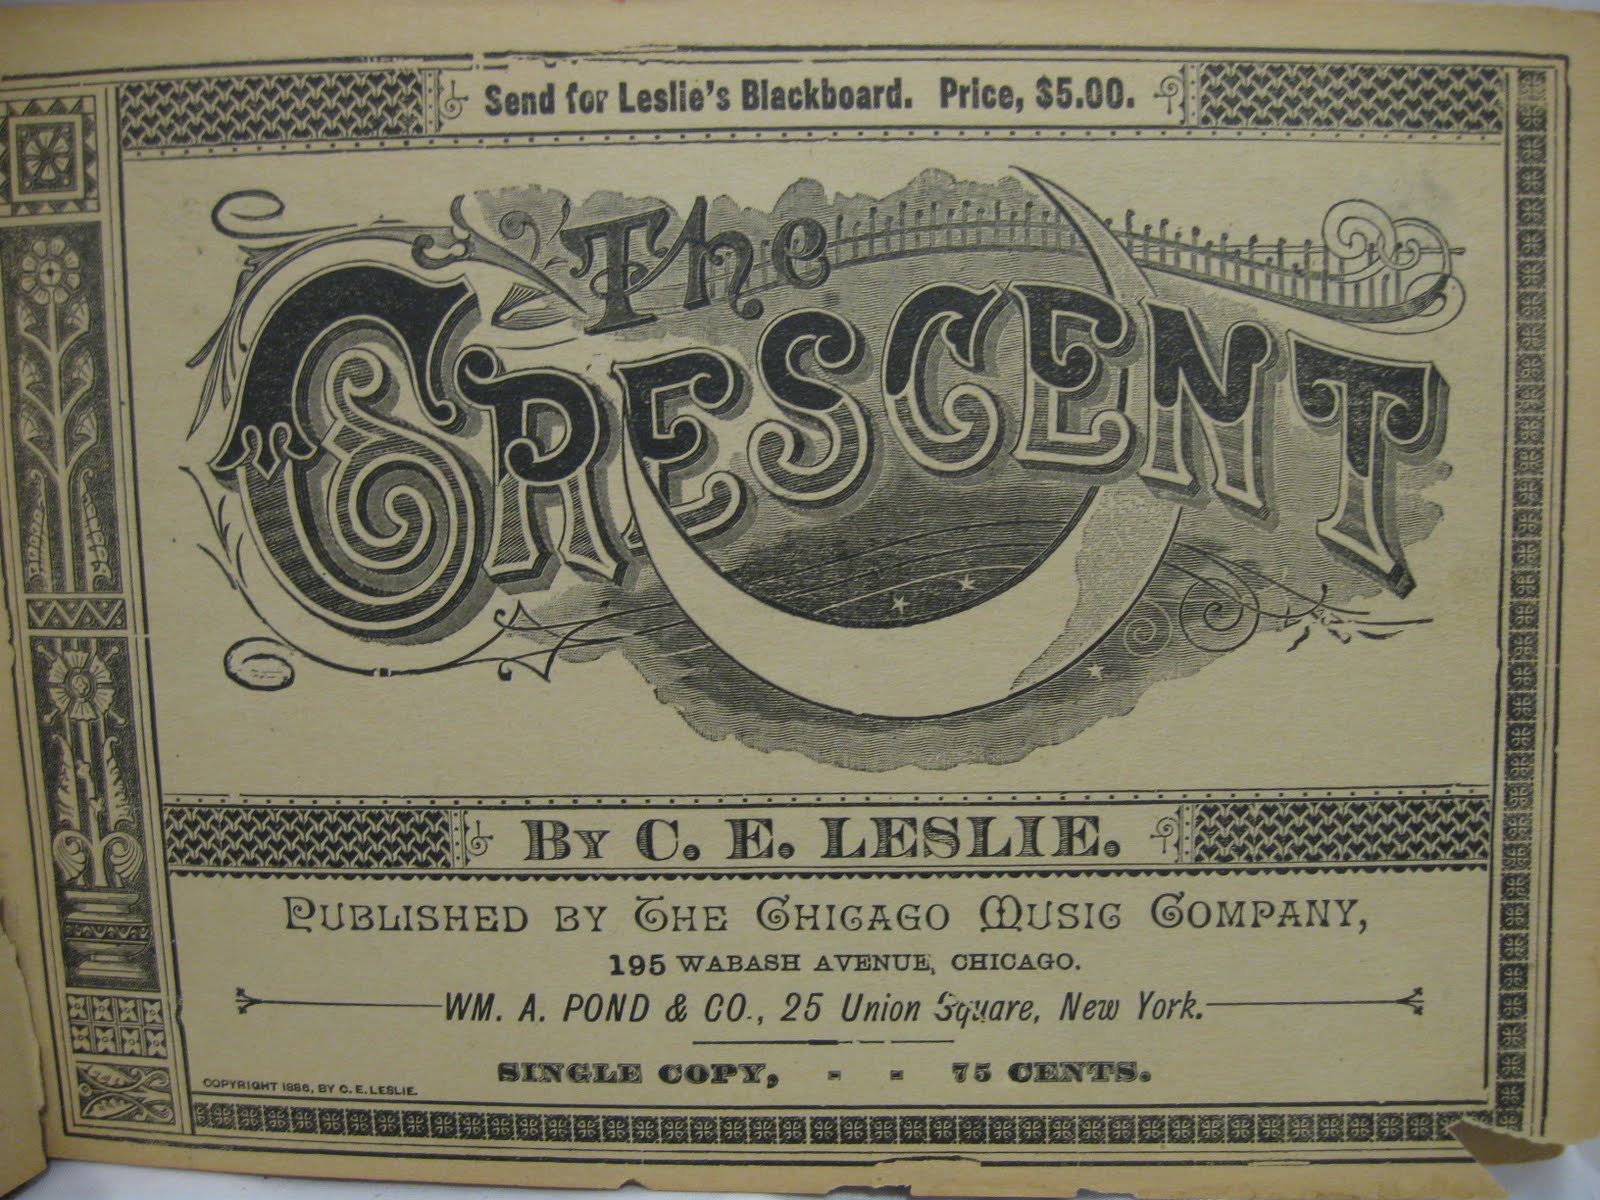 Send for Leslie's Blackboard. Price, $5.00.
The
CRESCENT
BY C. E. LESLIE.
PUBLISHED BY THE CHICAGO MUSIC COMPANY,
195 WABASH AVENUE, CHICAGO.
WM. A. POND & CO., 25 Union Square, New York.
SINGLE COPY, - - 75 CENTS.
COPYRIGHT 1886, BY C. E. LESLIE.